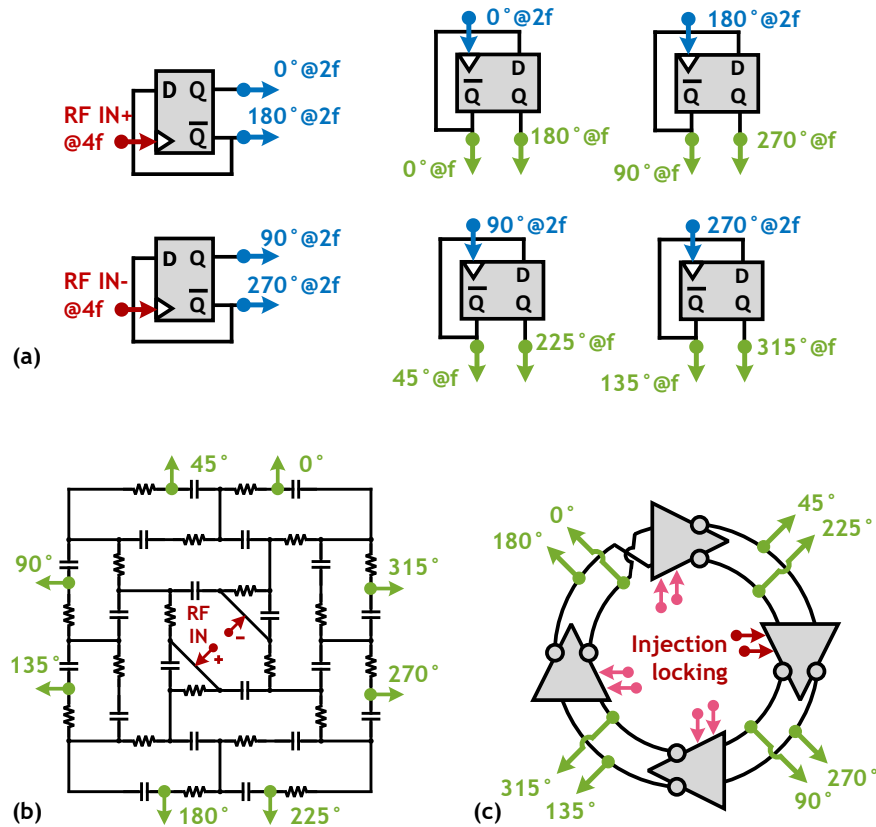 0°@2f
180°@2f
D Q
Q
RF IN+
@4f
0°@2f
180°@2f
D
Q
0°@f
180°@f
D
Q
90°@f
270°@f
D Q
Q
RF IN-
@4f
90°@2f
270°@2f
90°@2f
D
Q
45°@f
225°@f
270°@2f
D
Q
135°@f
315°@f
(a)
45°
0°
90°
315°
RF
IN
-
+
135°
270°
180°
225°
(b)
0°
180°
45°
225°
Injection
locking
315°
135°
270°
90°
(c)